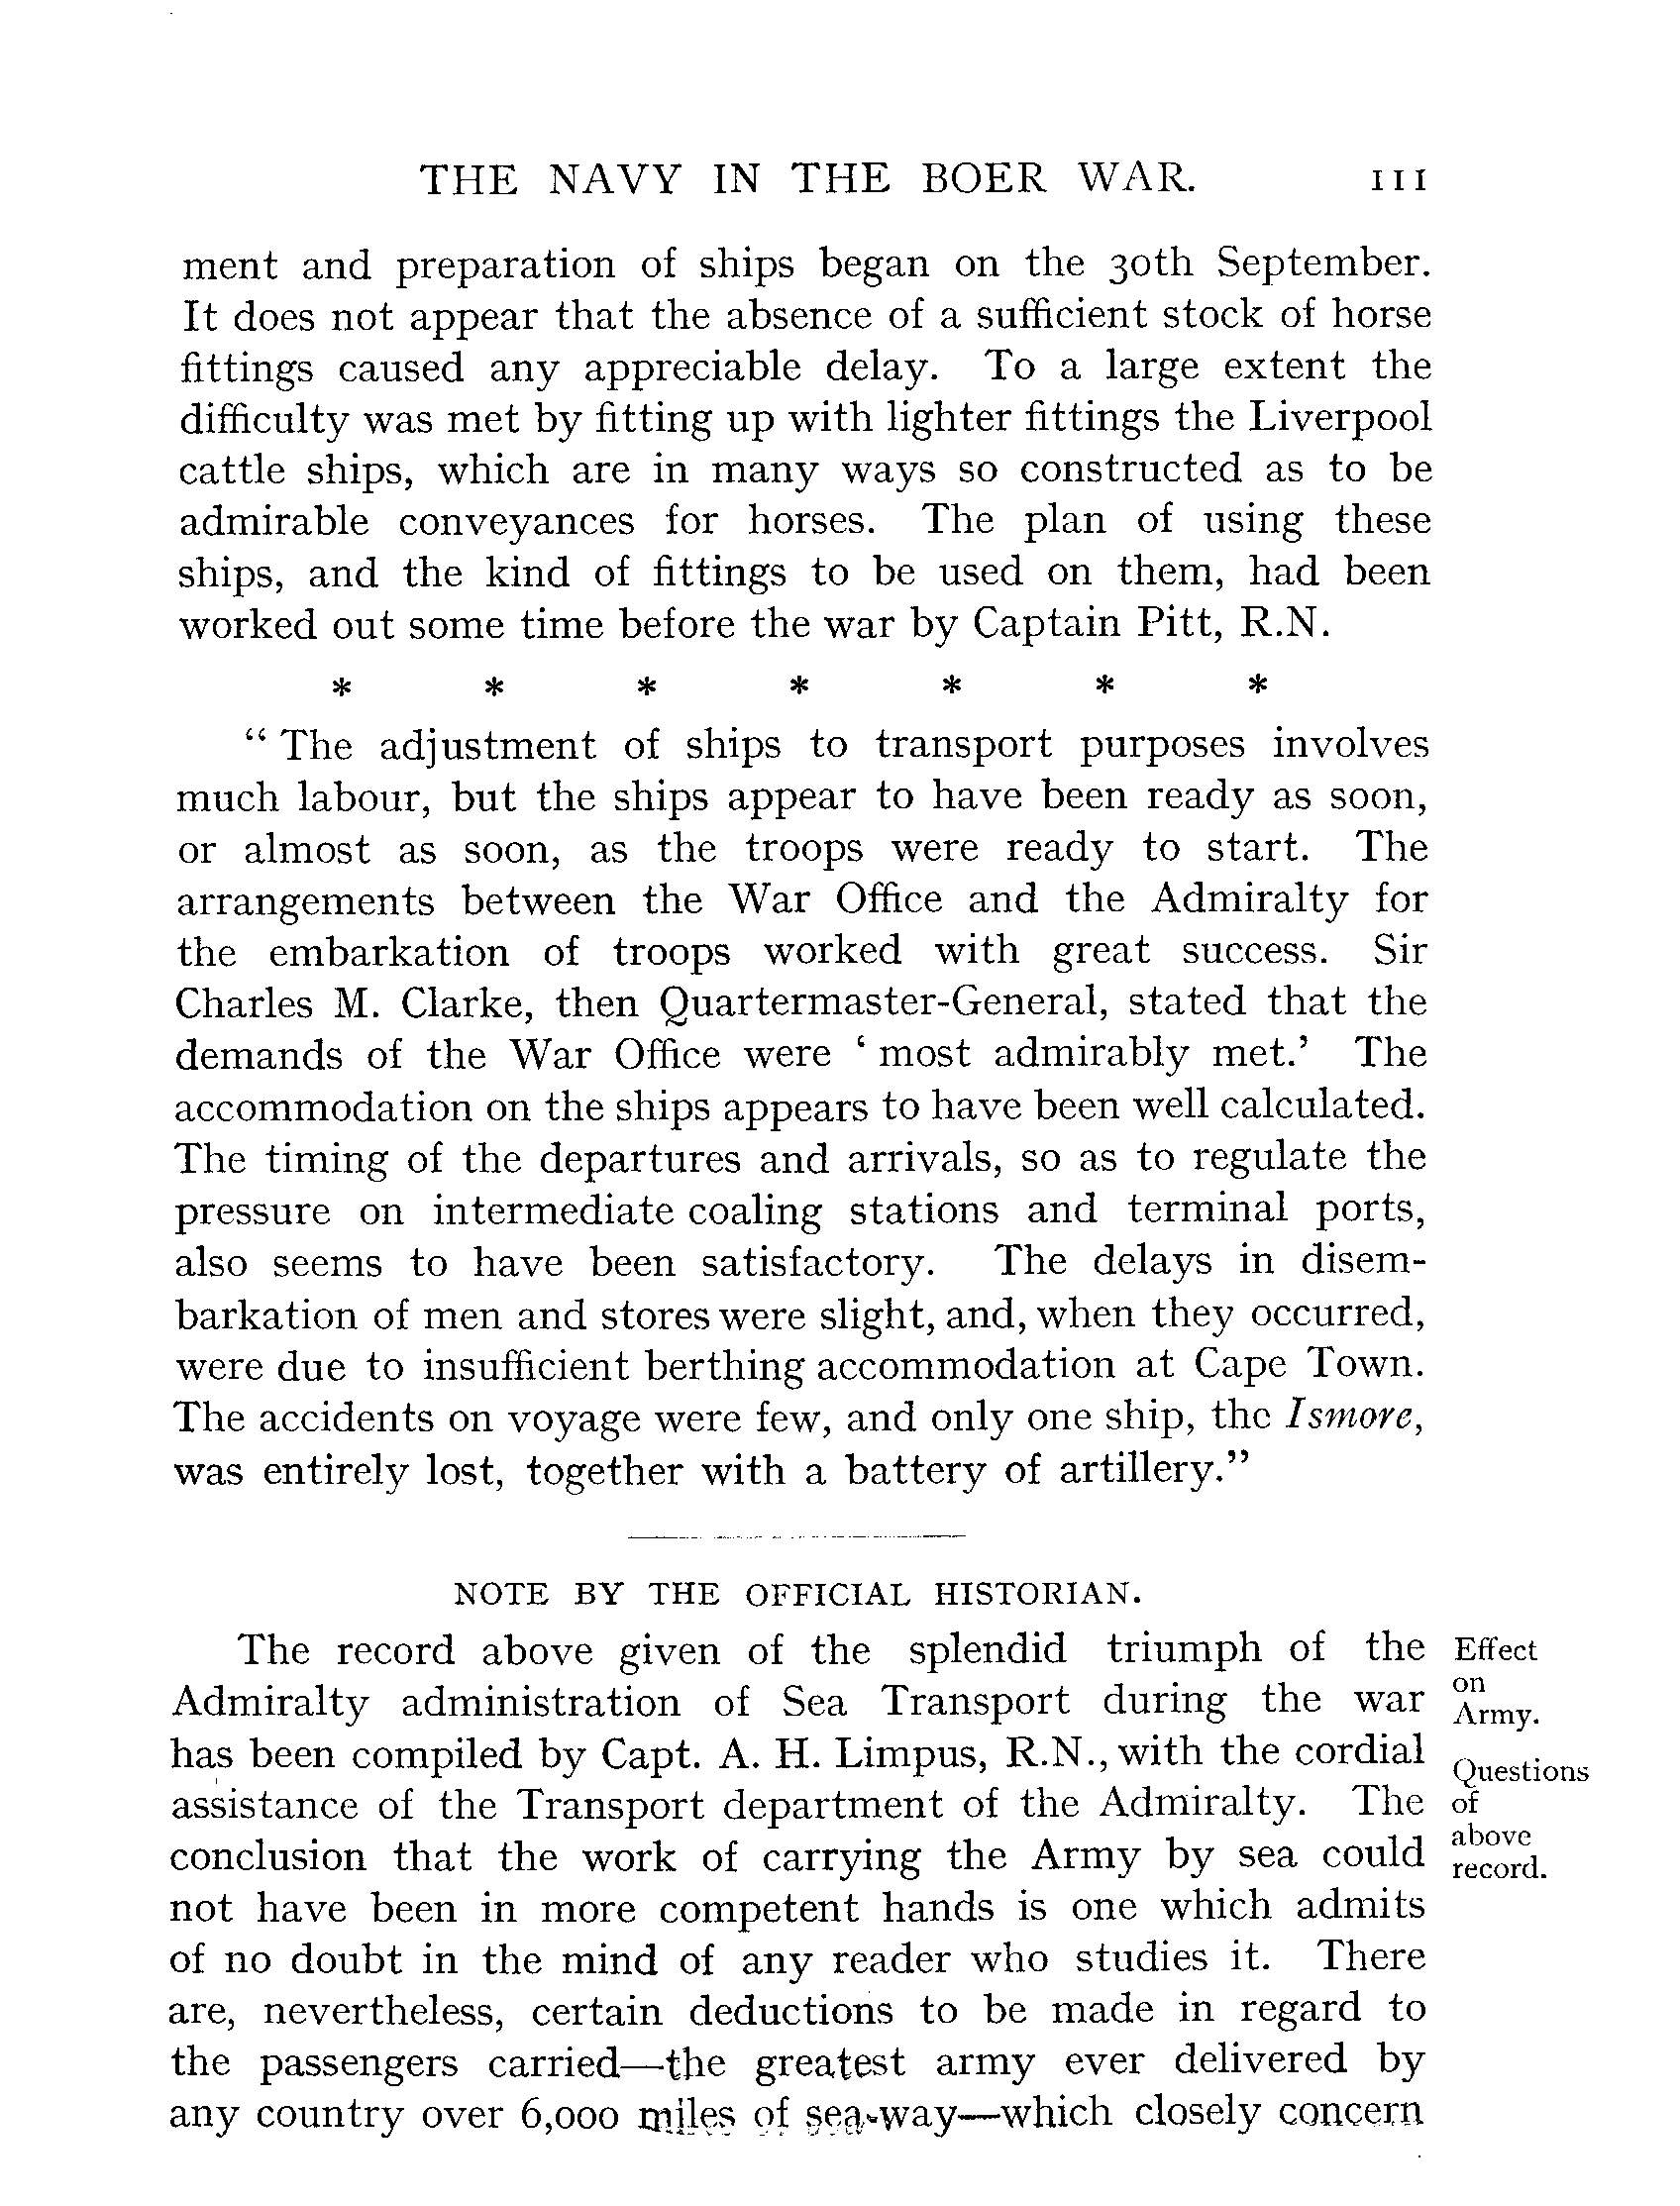 THE NAVY IN THE BOER WAR. 111
ment and preparation of ships began on the 30th September.
It does not appear that the absence of a sufficient stock of horse
fittings caused any appreciable delay. To a large extent the
difficulty was met by fitting up with lighter fittings the Liverpool
cattle ships, which are in many ways so constructed as to be
admirable conveyances for horses. The plan of using these
ships, and the kind of fittings to be used on them, had been
worked out some time before the war by Captain Pitt, R.N.
* * * * * * *
“ The adjustment of ships to transport purposes involves
much labour, but the ships appear to have been ready as soon,
or almost as soon, as the troops were ready to start. The
arrangements between the War Office and the Admiralty for
the embarkation of troops worked with great success. Sir
Charles M. Clarke, then Quartermaster-General, stated that the
demands of the War Office were ‘ most admirably met.’ The
accommodation on the ships appears to have been well calculated.
The timing of the departures and arrivals, so as to regulate the
pressure on intermediate coaling stations and terminal ports,
also seems to have been satisfactory. The delays in disem-
barkation of men and stores were slight, and, when they occurred,
were due to insufficient berthing accommodation at Cape Town.
The accidents on voyage were few, and only one ship, the Ismore,
was entirely lost, together with a battery of artillery.”
NOTE BY THE OFFICIAL HISTORIAN.
The record above given of the splendid triumph of the
Admiralty administration of Sea Transport during the war
has been compiled by Capt. A. H. Limpus, R.N., with the cordial
assistance of the Transport department of the Admiralty. The
conclusion that the work of carrying the Army by sea could
not have been in more competent hands is one which admits
of no doubt in the mind of any reader who studies it. There
are, nevertheless, certain deductions to be made in regard to
the passengers carried—the greatest army ever delivered by
any country over 6,000 miles of sea-way—which closely concern
Effect
on
Army.
Questions
of
above
record.